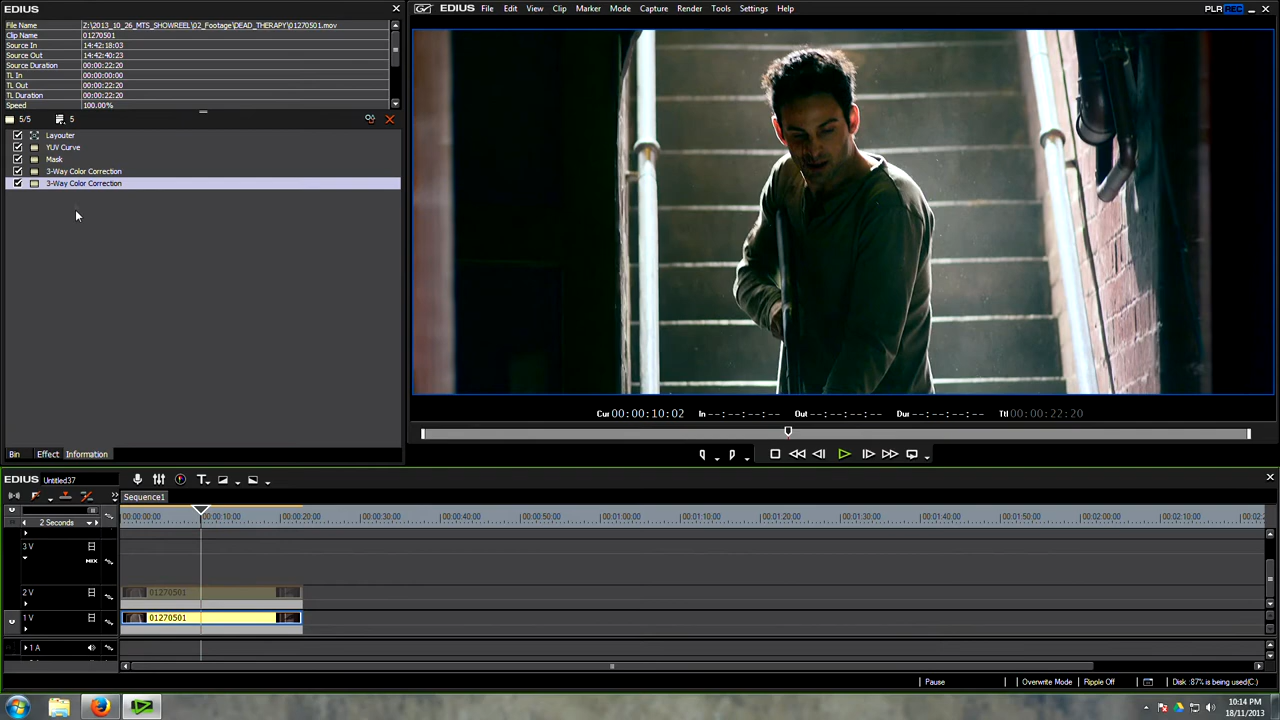 EDIUS
File Name Z:\2013_10_26_MTS_SHOWREEL\02_Footage\DEAD_THERAPY\01270501.mov
Clip Name 01270501
Source In 14:42:18:03
Source Out 14:42:40:23
Source Duration 00:00:22:20
TL In 00:00:00:00
TL Out 00:00:22:20
TL Duration 00:00:22:20
Speed 100.00%
5/5 5
Layouter
YUV Curve
Mask
3-Way Color Correction
3-Way Color Correction
Bin Effect Information
EDIUS File Edit View Clip Marker Mode Capture Render Tools Settings Help PLR REC
Cur 00:00:10:02 In --:--:--:-- Out --:--:--:-- Dur --:--:--:-- Ttl 00:00:22:20
EDIUS Untitled37
Sequence1
2 Seconds 00:00:00:00 00:00:10:00 00:00:20:00 00:00:30:00 00:00:40:00 00:00:50:00 00:01:00:00 00:01:10:00 00:01:20:00 00:01:30:00 00:01:40:00 00:01:50:00 00:02:00:00 00:02:10:00
3 V
MIX
2 V 01270501
1 V 01270501
1 A
Pause Overwrite Mode Ripple Off Disk :87% is being used(C:)
10:14 PM
18/11/2013